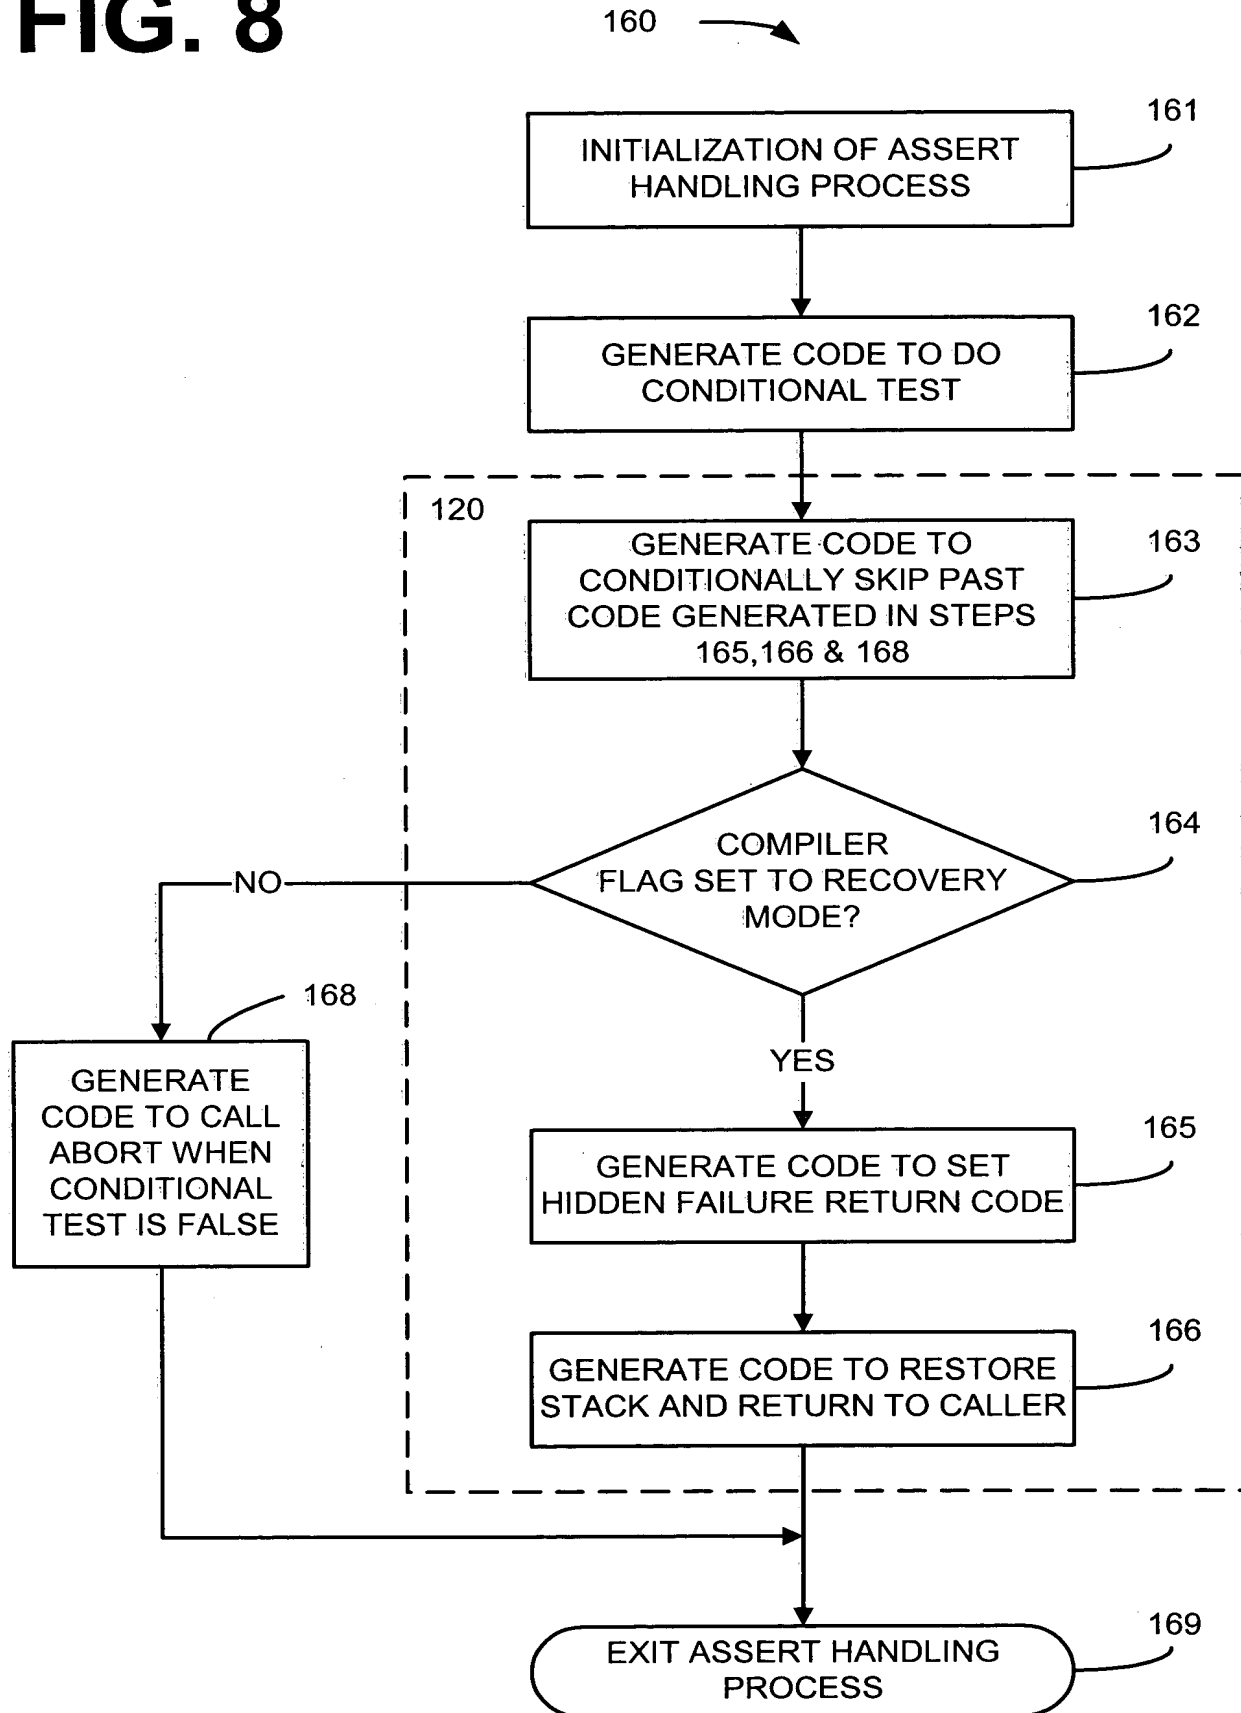 FIG. 8
160
161
INITIALIZATION OF ASSERT
HANDLING PROCESS
162
GENERATE CODE TO DO
CONDITIONAL TEST
120
163
GENERATE CODE TO
CONDITIONALLY SKIP PAST
CODE GENERATED IN STEPS
165,166 & 168
164
COMPILER
FLAG SET TO RECOVERY
MODE?
NO
YES
168
GENERATE
CODE TO CALL
ABORT WHEN
CONDITIONAL
TEST IS FALSE
165
GENERATE CODE TO SET
HIDDEN FAILURE RETURN CODE
166
GENERATE CODE TO RESTORE
STACK AND RETURN TO CALLER
169
EXIT ASSERT HANDLING
PROCESS